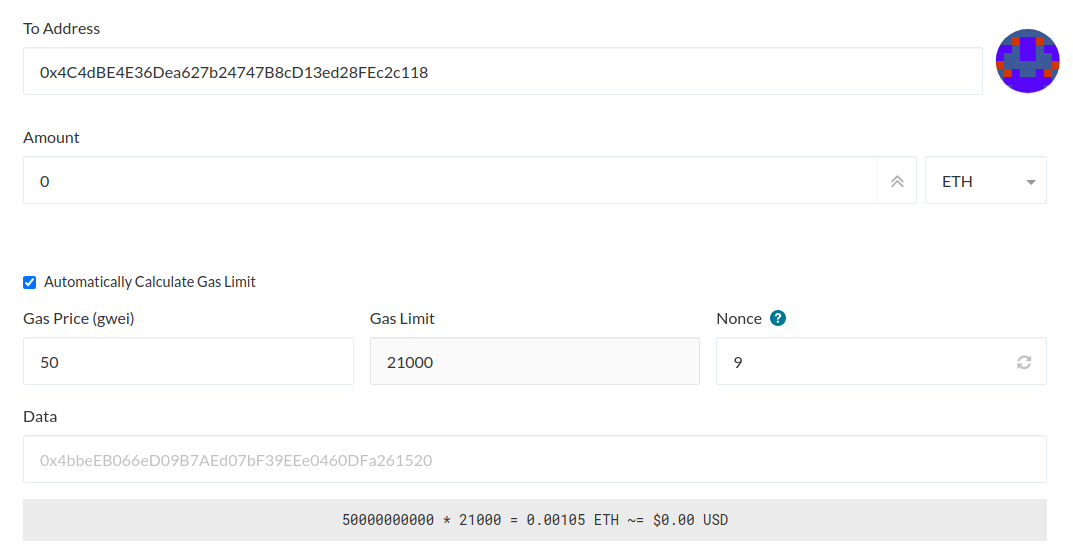 To Address
0x4C4dBE4E36Dea627b24747B8cD13ed28FEc2c118
Amount
0 ETH
Automatically Calculate Gas Limit
Gas Price (gwei) Gas Limit Nonce ?
50 21000 9
Data
0x4bbeEB066eD09B7AEd07bF39EEe0460DFa261520
50000000000 * 21000 = 0.00105 ETH ~= $0.00 USD